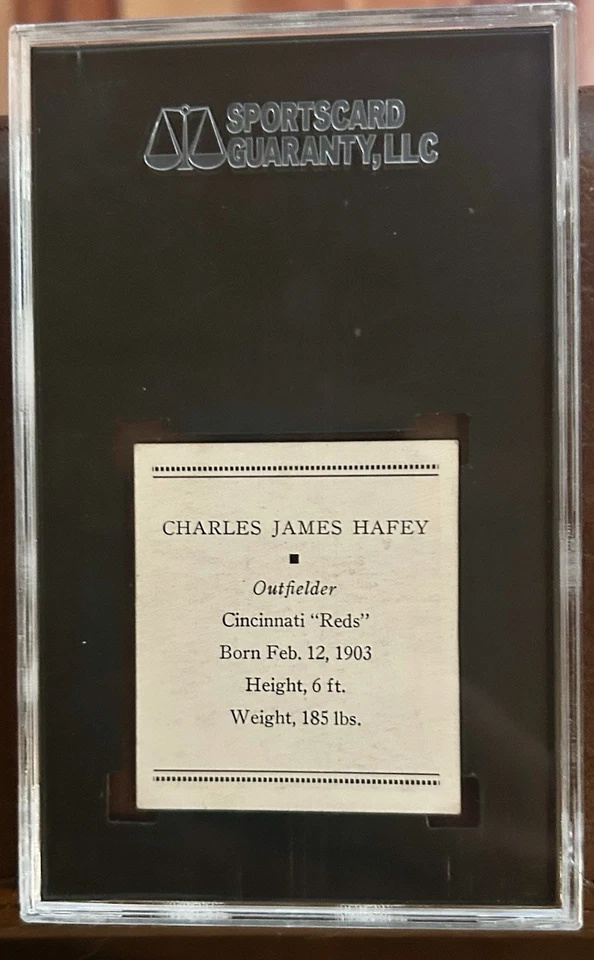 SPORTSCARD
GUARANTY, LLC
CHARLES JAMES HAFEY
Outfielder
Cincinnati “Reds”
Born Feb. 12, 1903
Height, 6 ft.
Weight, 185 lbs.